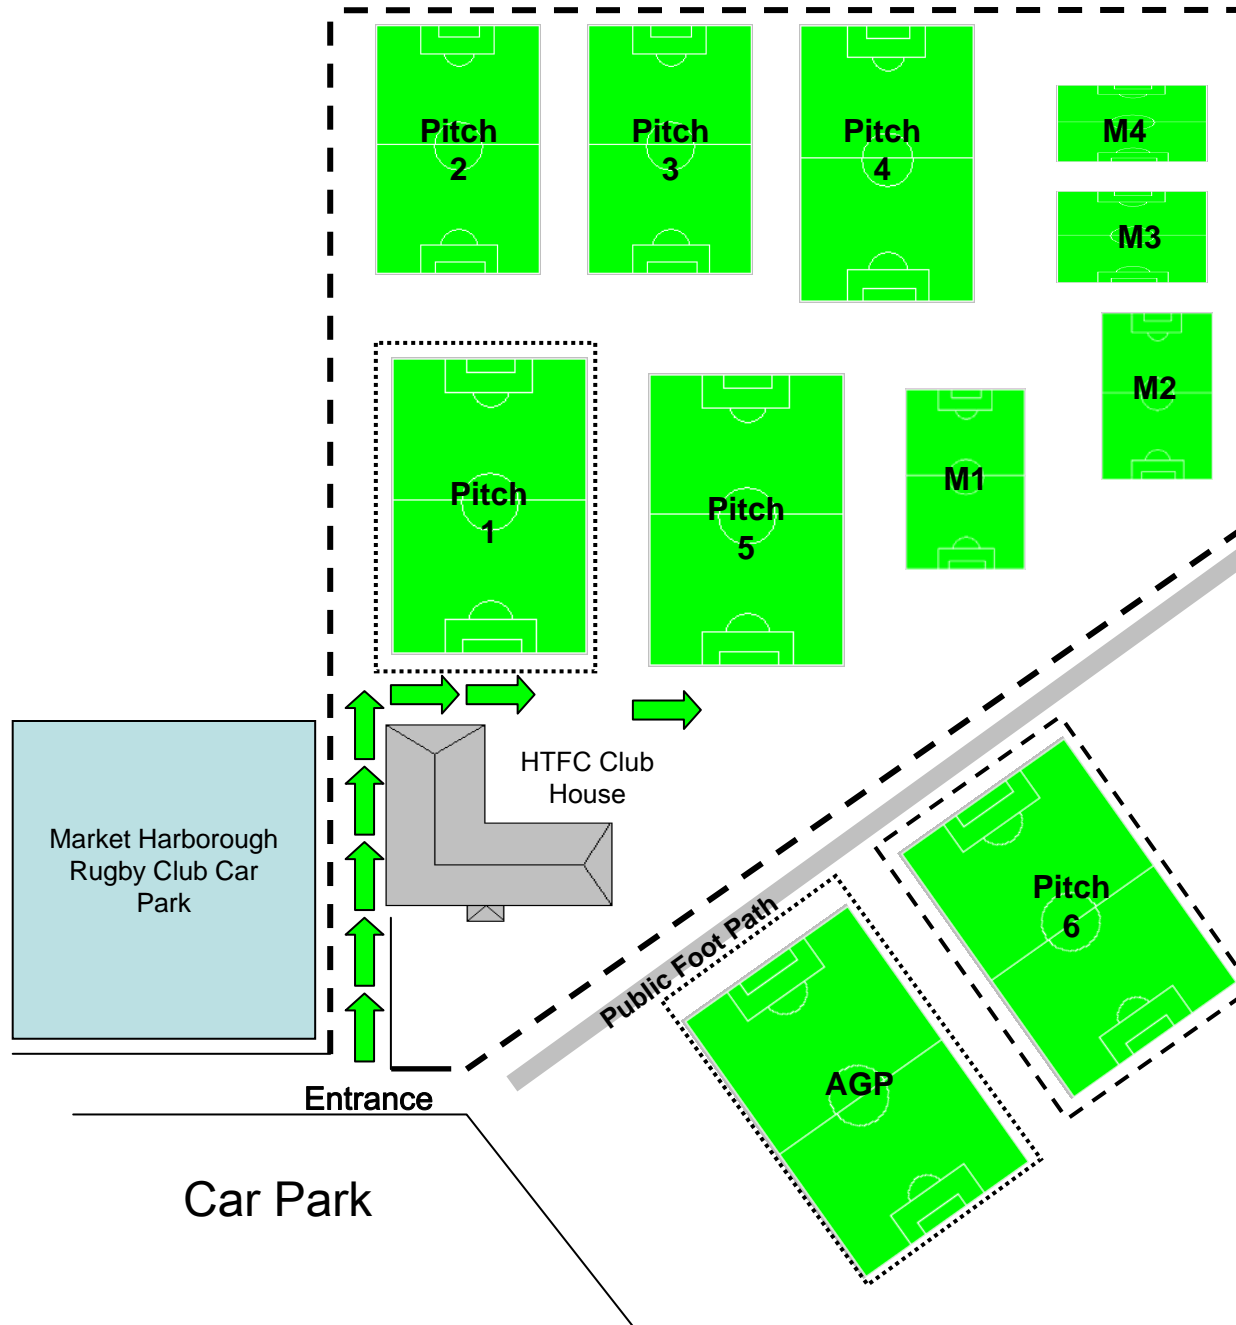 Pitch
2
Pitch
3
Pitch
4
M4
M3
M2
M1
Pitch
1
Pitch
5
HTFC Club
House
Market Harborough
Rugby Club Car
Park
Pitch
6
Public Foot Path
AGP
Entrance
Car Park